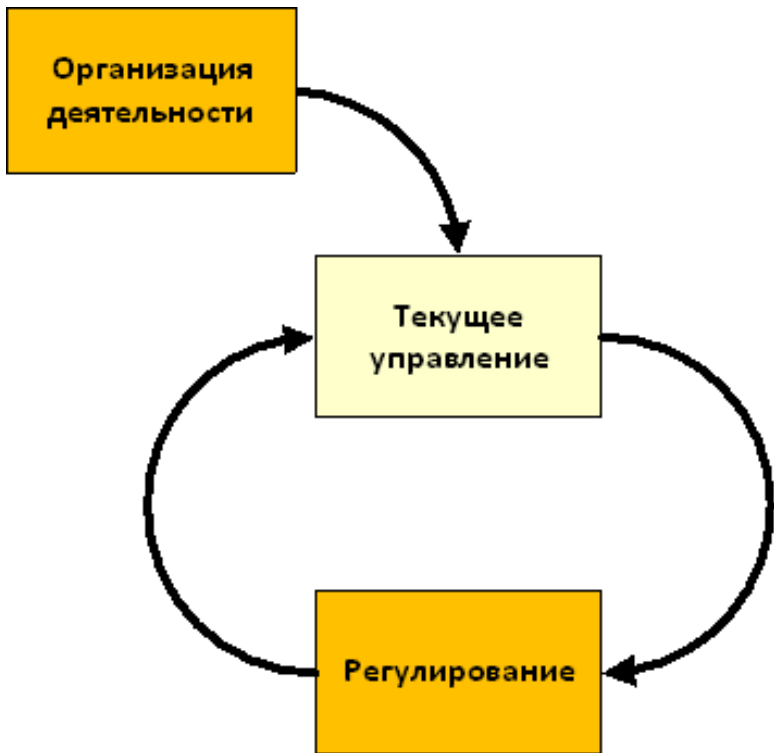 Организация
деятельности
Текущее
управление
Регулирование